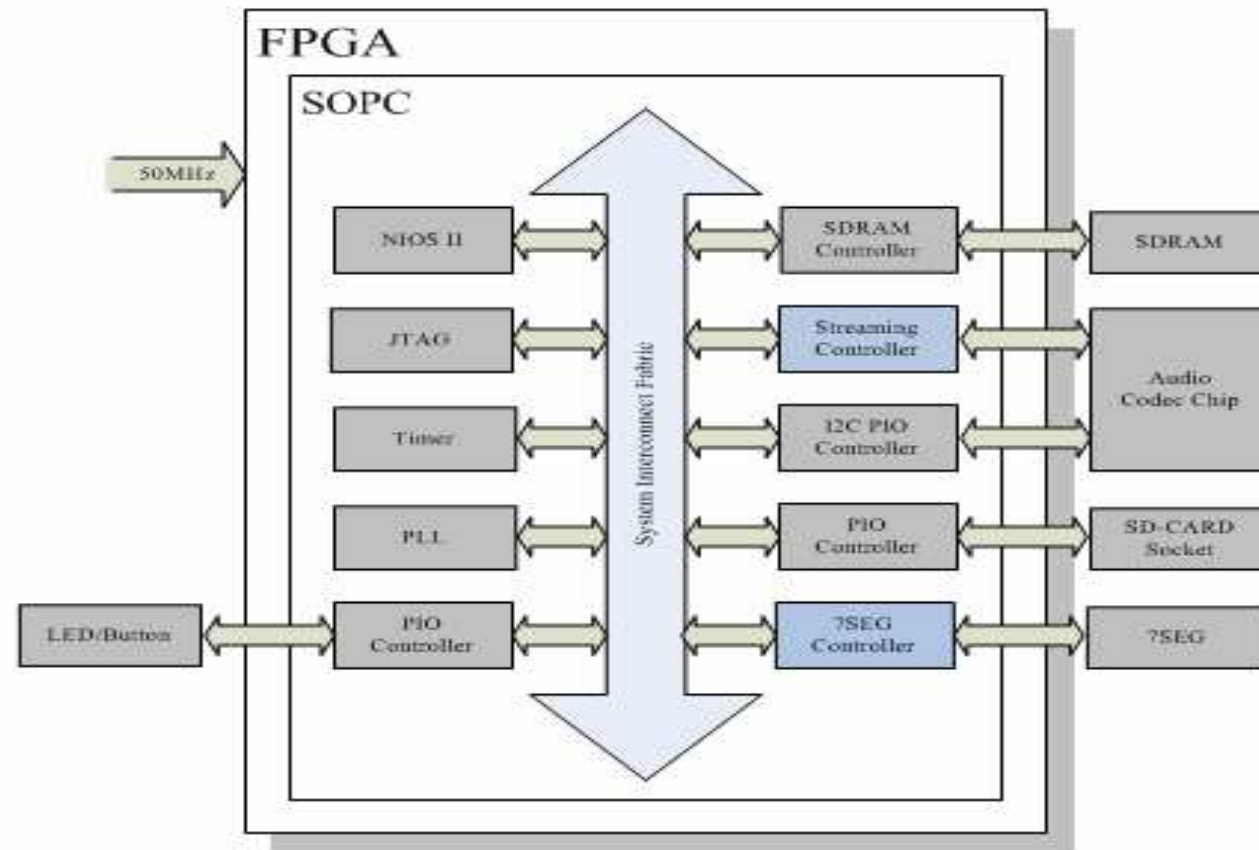 FPGA
SOPC
50MHz
NIOS II
SDRAM
Controller
SDRAM
JTAG
Streaming
Controller
Audio
Codec Chip
Timer
I2C PIO
Controller
System Interconnect Fabric
PLL
PIO
Controller
SD-CARD
Socket
LED/Button
PIO
Controller
7SEG
Controller
7SEG